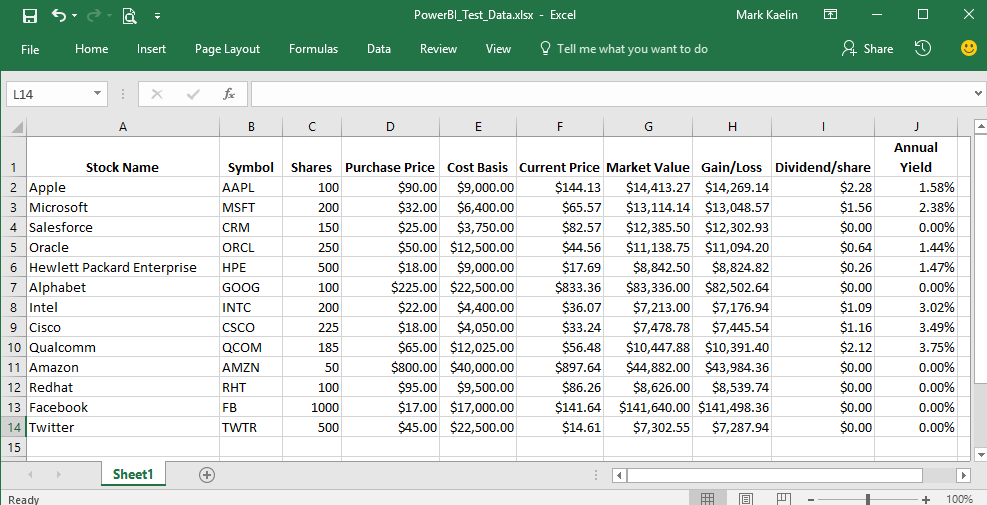 PowerBI_Test_Data.xlsx - Excel Mark Kaelin
File Home Insert Page Layout Formulas Data Review View Tell me what you want to do Share
L14 fx
A B C D E F G H I J
Annual
1 Stock Name Symbol Shares Purchase Price Cost Basis Current Price Market Value Gain/Loss Dividend/share Yield
2 Apple AAPL 100 $90.00 $9,000.00 $144.13 $14,413.27 $14,269.14 $2.28 1.58%
3 Microsoft MSFT 200 $32.00 $6,400.00 $65.57 $13,114.14 $13,048.57 $1.56 2.38%
4 Salesforce CRM 150 $25.00 $3,750.00 $82.57 $12,385.50 $12,302.93 $0.00 0.00%
5 Oracle ORCL 250 $50.00 $12,500.00 $44.56 $11,138.75 $11,094.20 $0.64 1.44%
6 Hewlett Packard Enterprise HPE 500 $18.00 $9,000.00 $17.69 $8,842.50 $8,824.82 $0.26 1.47%
7 Alphabet GOOG 100 $225.00 $22,500.00 $833.36 $83,336.00 $82,502.64 $0.00 0.00%
8 Intel INTC 200 $22.00 $4,400.00 $36.07 $7,213.00 $7,176.94 $1.09 3.02%
9 Cisco CSCO 225 $18.00 $4,050.00 $33.24 $7,478.78 $7,445.54 $1.16 3.49%
10 Qualcomm QCOM 185 $65.00 $12,025.00 $56.48 $10,447.88 $10,391.40 $2.12 3.75%
11 Amazon AMZN 50 $800.00 $40,000.00 $897.64 $44,882.00 $43,984.36 $0.00 0.00%
12 Redhat RHT 100 $95.00 $9,500.00 $86.26 $8,626.00 $8,539.74 $0.00 0.00%
13 Facebook FB 1000 $17.00 $17,000.00 $141.64 $141,640.00 $141,498.36 $0.00 0.00%
14 Twitter TWTR 500 $45.00 $22,500.00 $14.61 $7,302.55 $7,287.94 $0.00 0.00%
15
Sheet1
Ready 100%